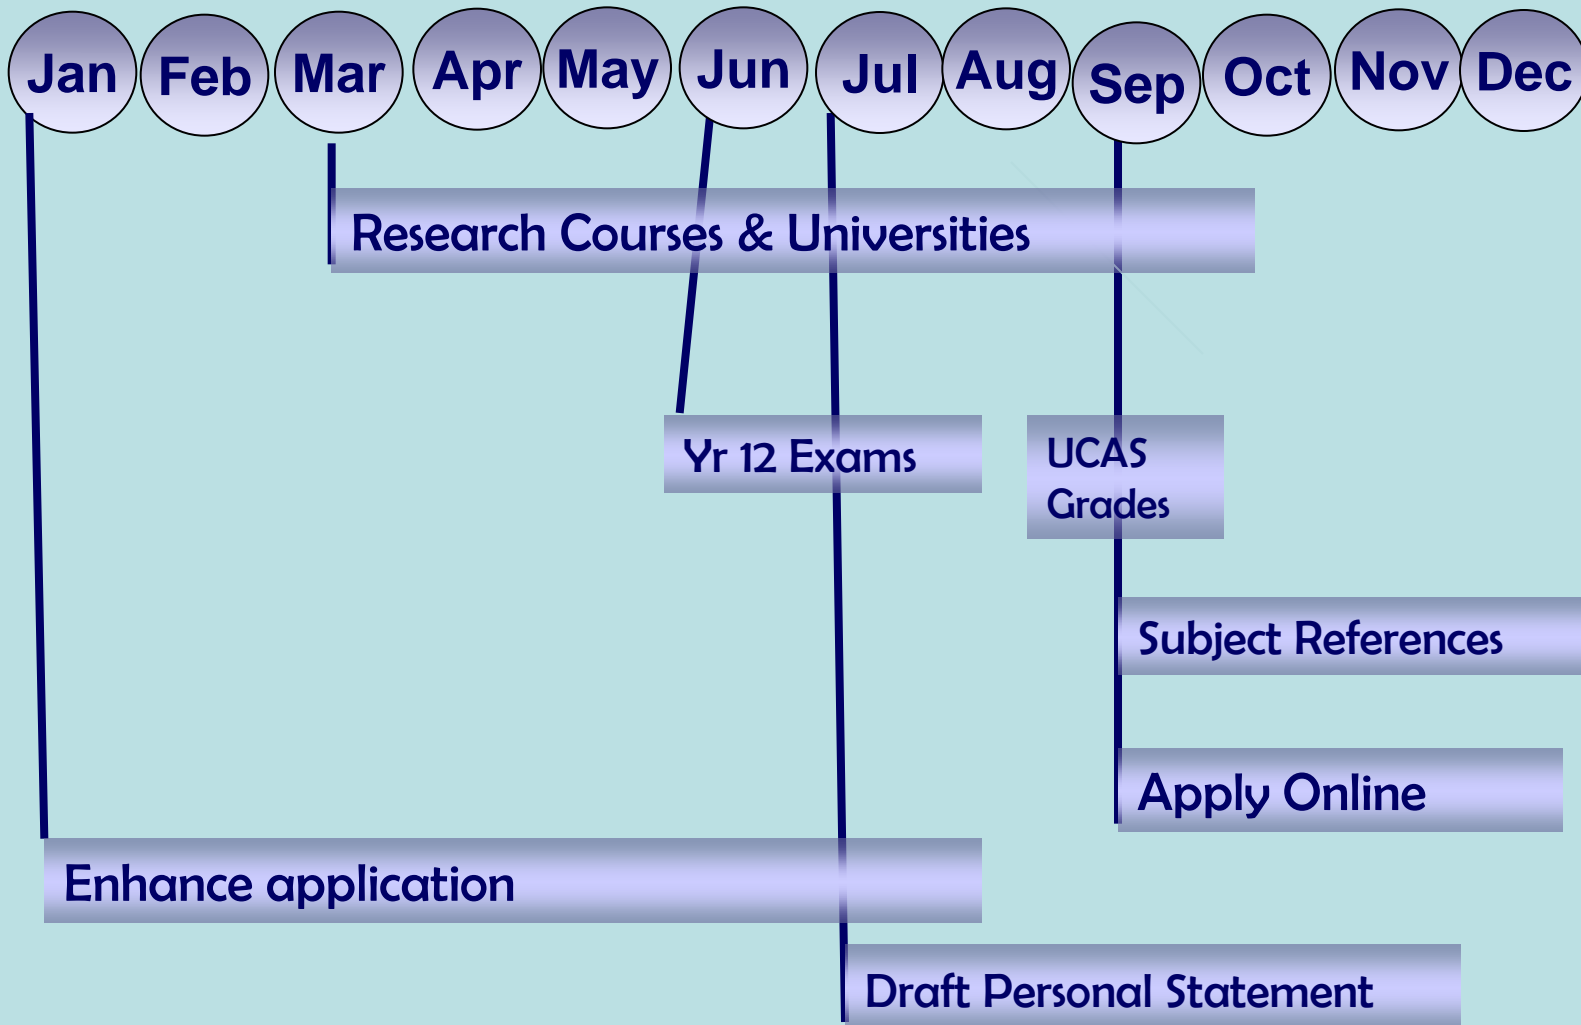 Jan Feb Mar Apr May Jun Jul Aug Sep Oct Nov Dec
Research Courses & Universities
Yr 12 Exams
UCAS
Grades
Subject References
Apply Online
Enhance application
Draft Personal Statement